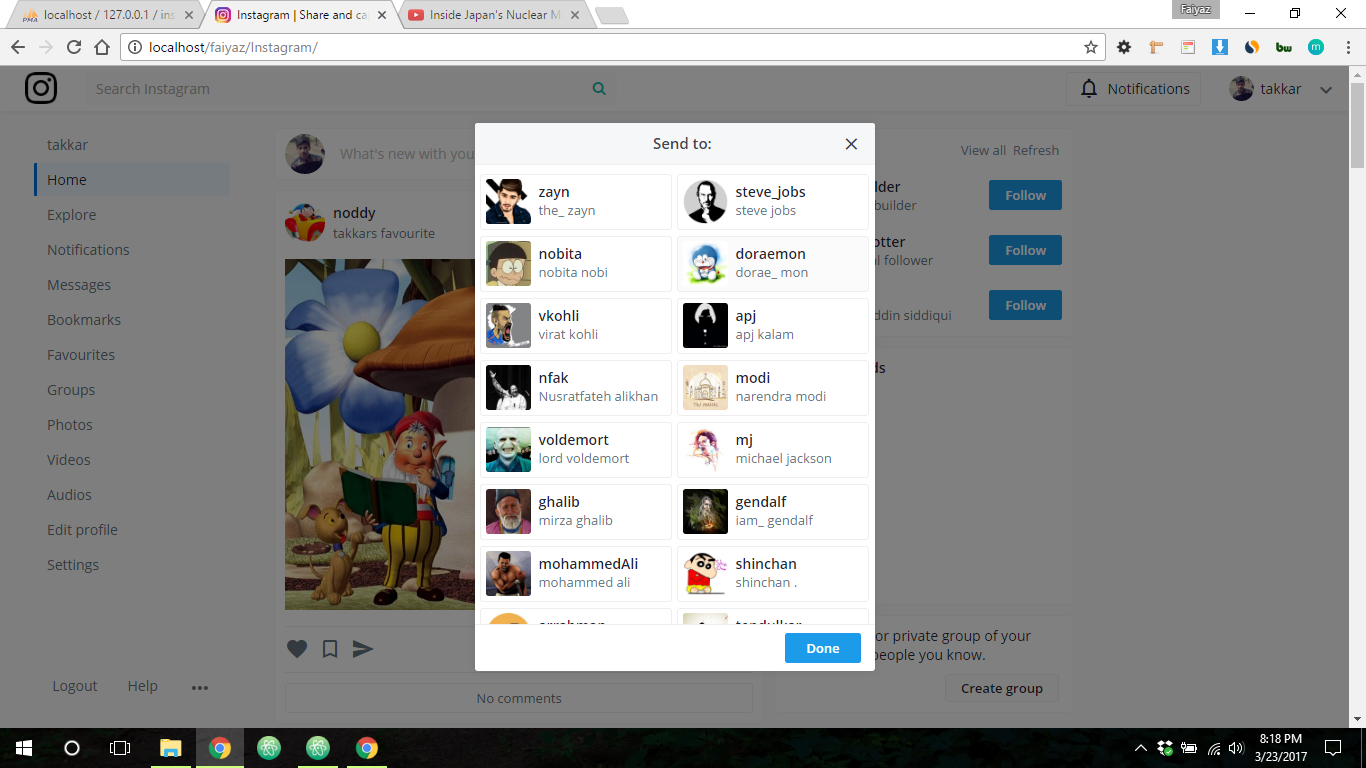 localhost / 127.0.0.1 / ins
Instagram | Share and ca
Inside Japan's Nuclear M
Faiyaz
localhost/faiyaz/Instagram/
Search Instagram
Notifications
takkar
takkar
Home
Explore
Notifications
Messages
Bookmarks
Favourites
Groups
Photos
Videos
Audios
Edit profile
Settings
Logout
Help
What's new with you
noddy
takkars favourite
No comments
Send to:
zayn
the_ zayn
steve_jobs
steve jobs
nobita
nobita nobi
doraemon
dorae_ mon
vkohli
virat kohli
apj
apj kalam
nfak
Nusratfateh alikhan
modi
narendra modi
voldemort
lord voldemort
mj
michael jackson
ghalib
mirza ghalib
gendalf
iam_ gendalf
mohammedAli
mohammed ali
shinchan
shinchan .
Done
View all Refresh
lder
builder
Follow
otter
l follower
Follow
ddin siddiqui
Follow
ds
or private group of your
people you know.
Create group
8:18 PM
3/23/2017